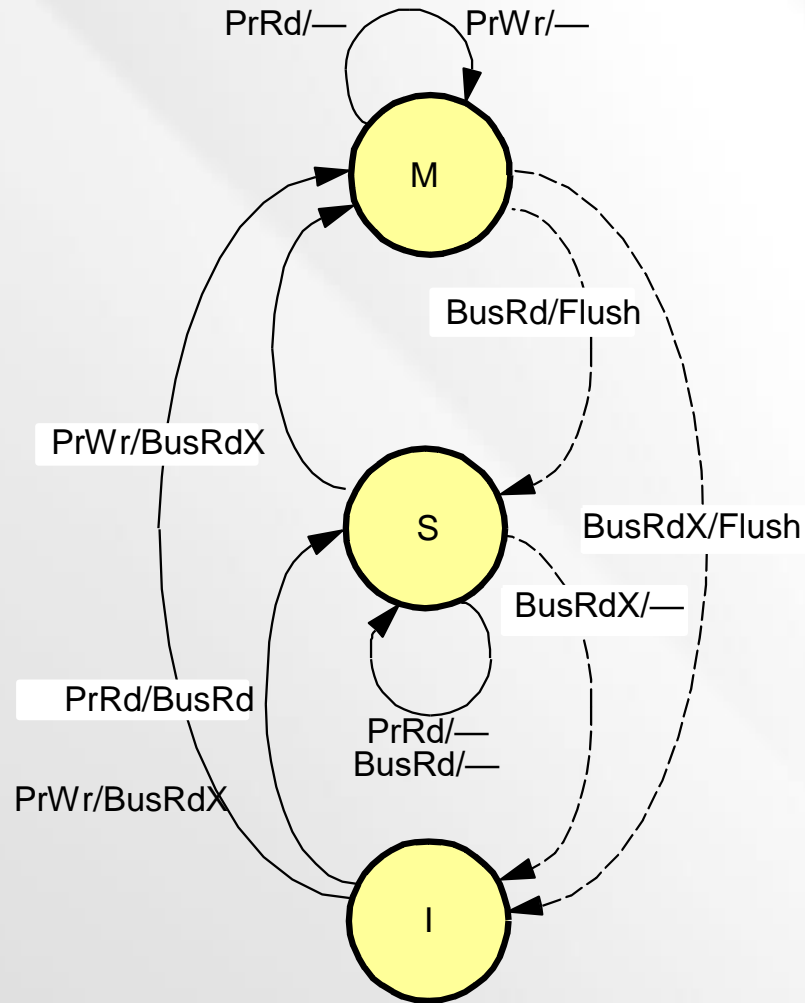 PrRd/— PrWr/—
M
BusRd/Flush
PrWr/BusRdX
S
BusRdX/Flush
BusRdX/—
PrRd/BusRd
PrRd/—
BusRd/—
PrWr/BusRdX
I